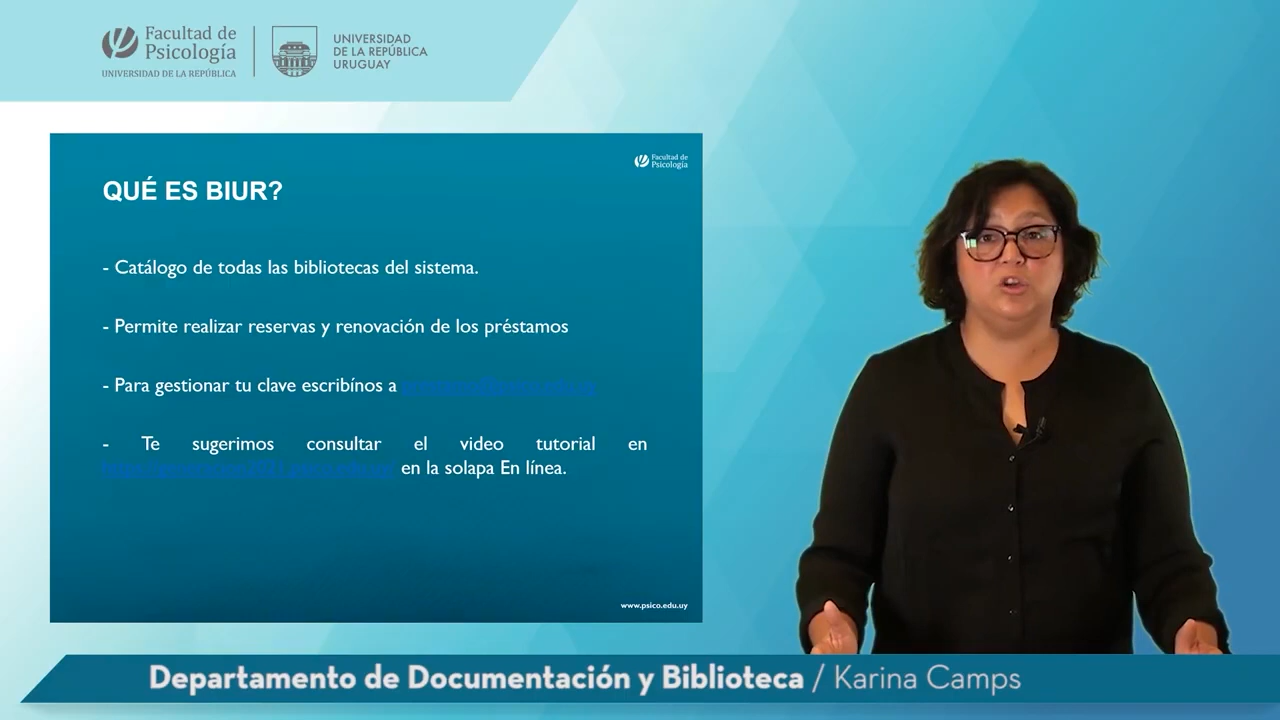 Facultad de
Psicología
UNIVERSIDAD DE LA REPÚBLICA
UNIVERSIDAD
DE LA REPÚBLICA
URUGUAY
Facultad de
Psicología
QUÉ ES BIUR?
- Catálogo de todas las bibliotecas del sistema.
- Permite realizar reservas y renovación de los préstamos
- Para gestionar tu clave escribínos a
- Te sugerimos consultar el video tutorial en
en la solapa En línea.
www.psico.edu.uy
Departamento de Documentación y Biblioteca / Karina Camps